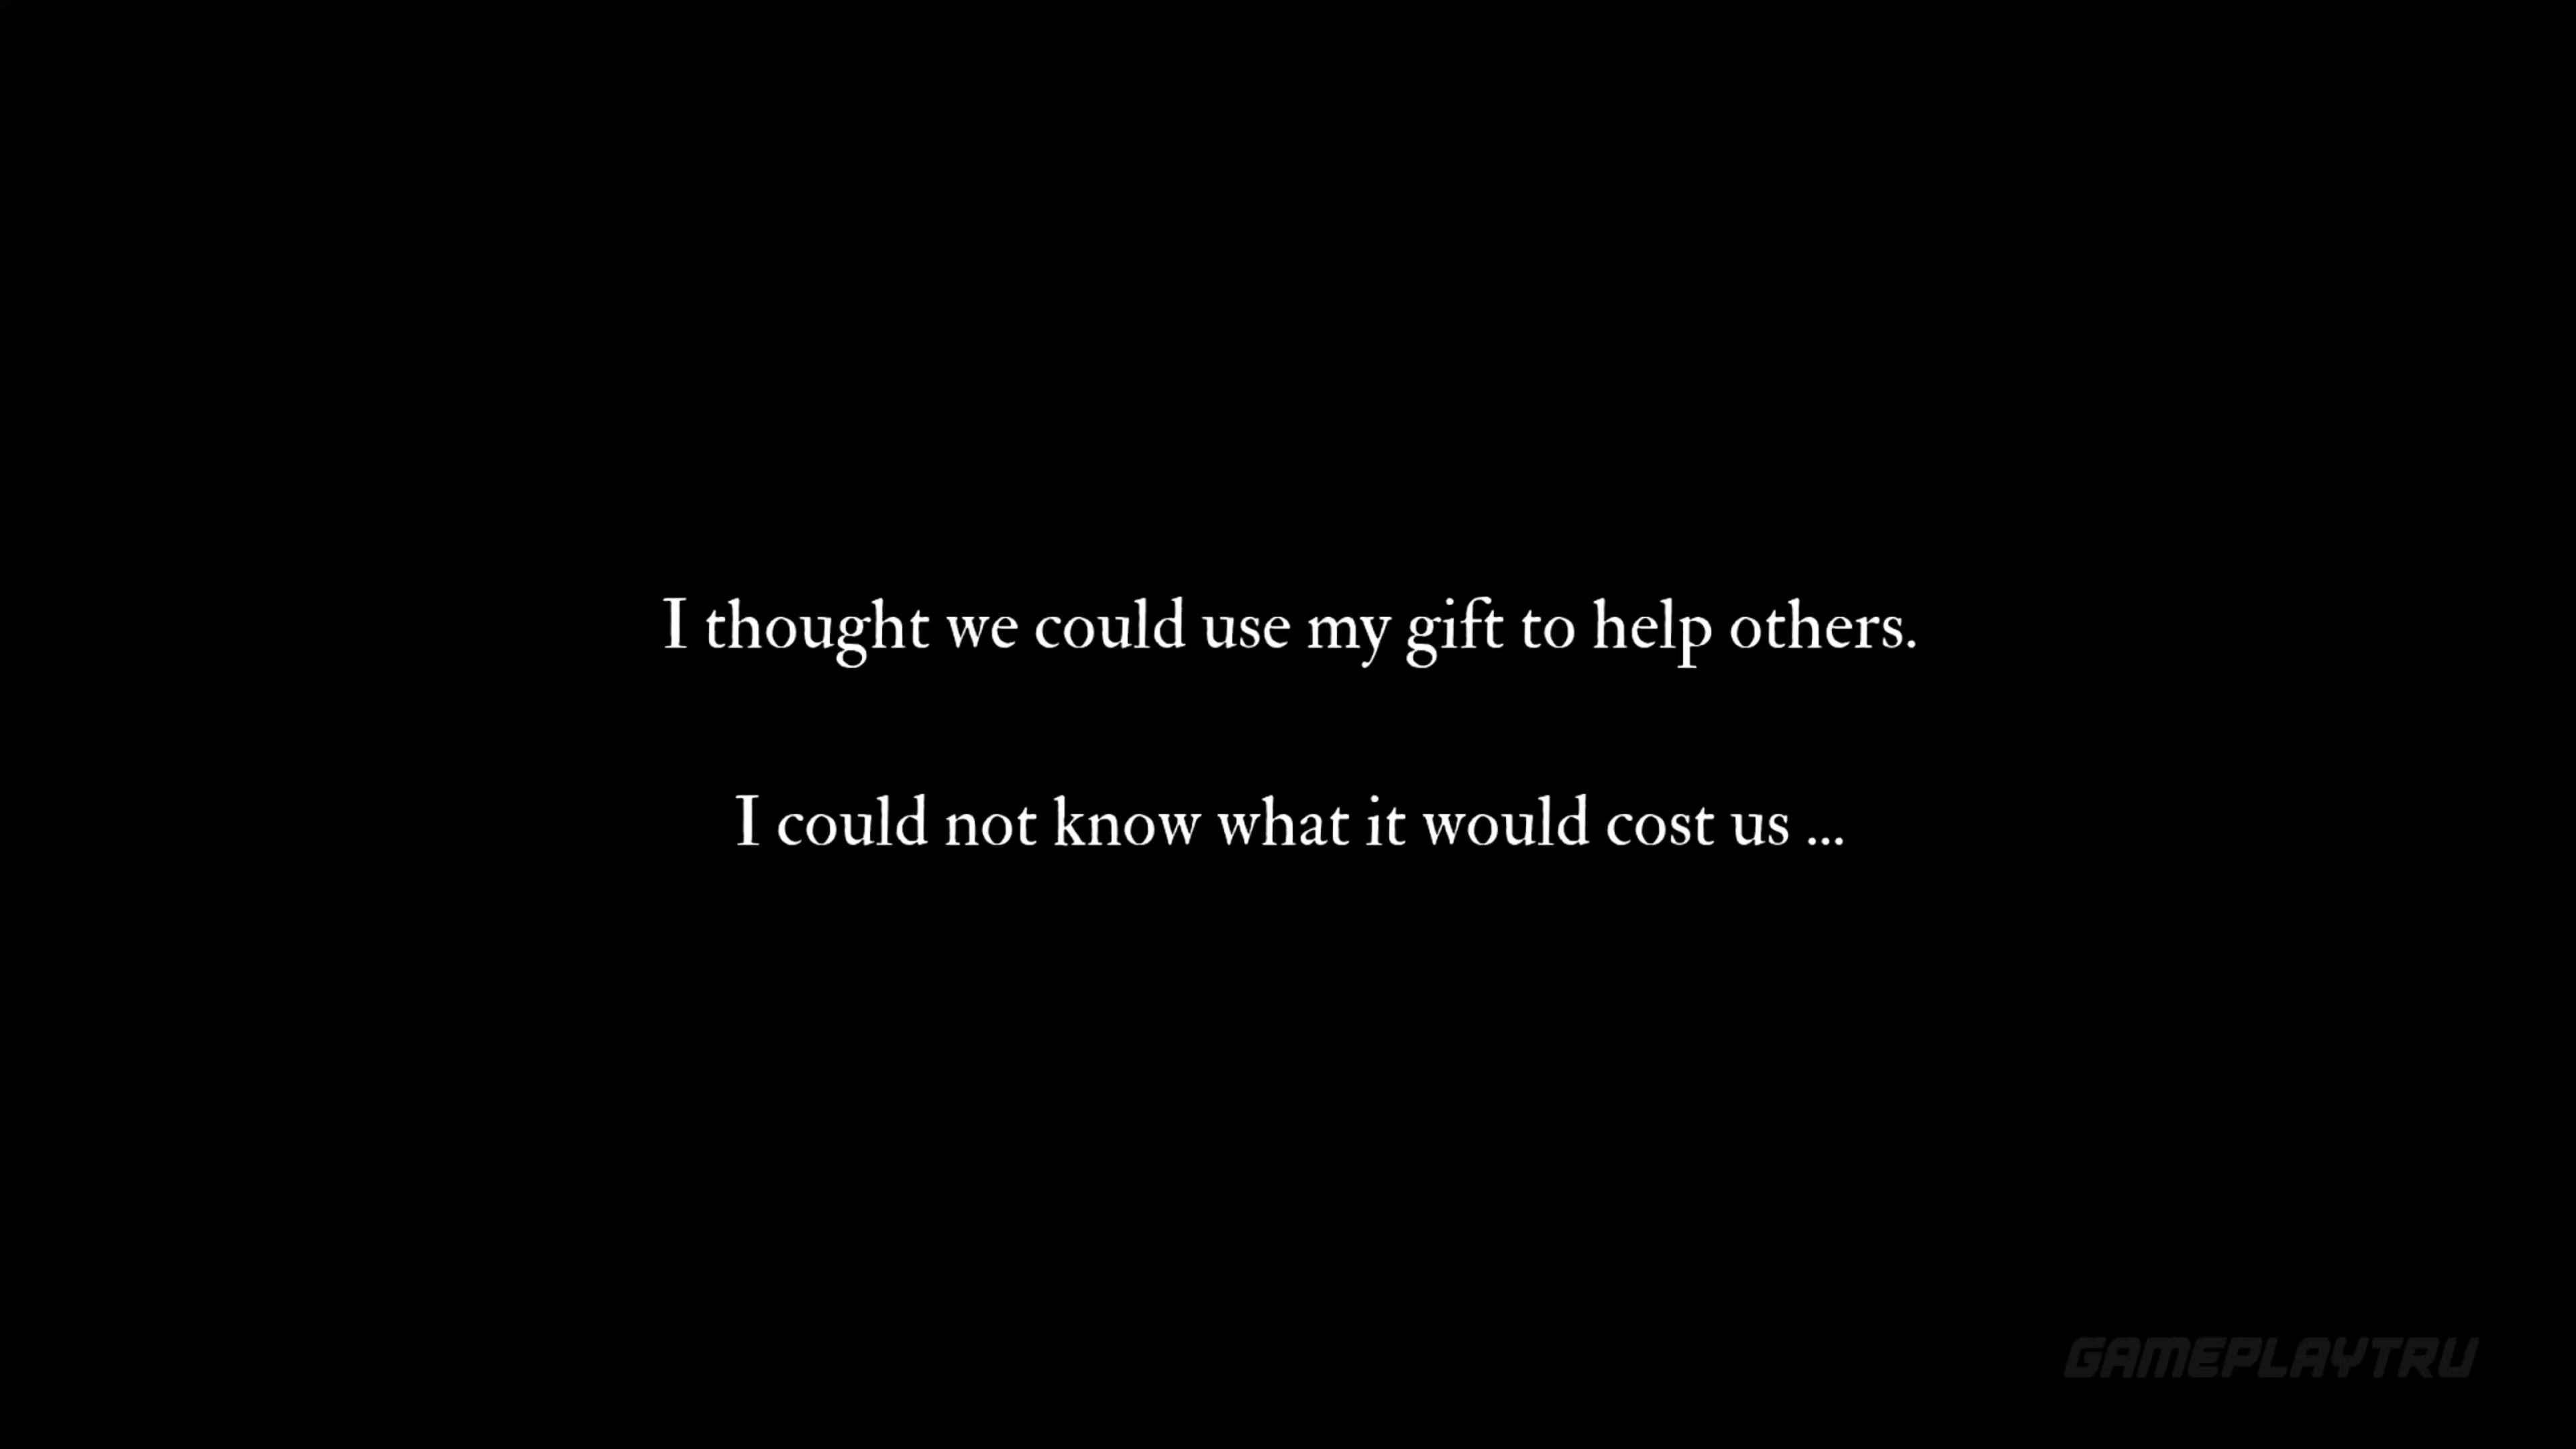 I thought we could use my gift to help others.
I could not know what it would cost us ...
GAMEPLAYTRU